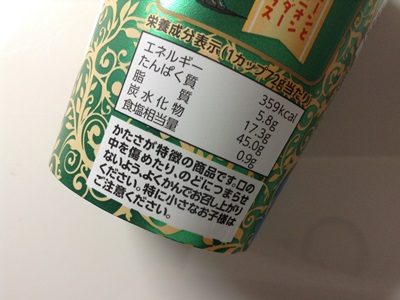 栄養成分表示(1カップ72g当たり)
エネルギー 359kcal
たんぱく質 5.8g
脂質 17.3g
炭水化物 45.0g
食塩相当量 0.9g
かたさが特徴の商品です。口の
中を傷めたり、のどにつまらせ
ないよう、よくかんでお召し上がり
ください。特に小さなお子様は
ご注意ください。